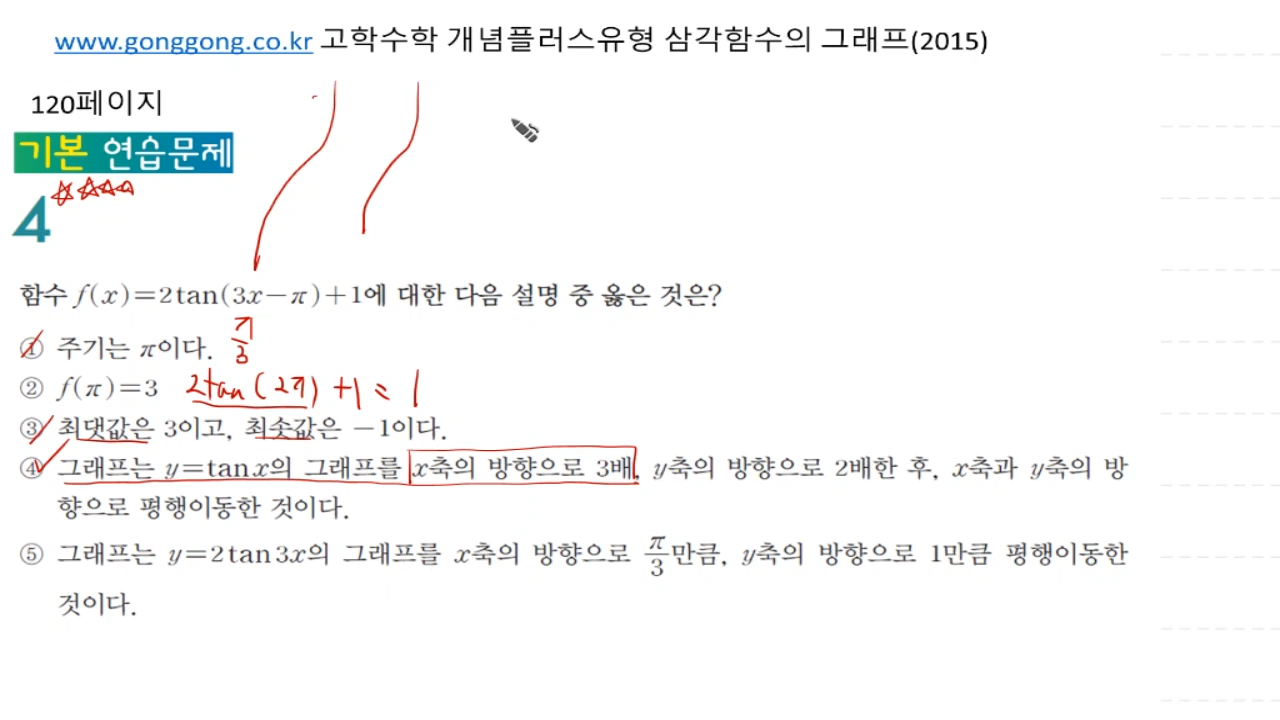 www.gonggong.co.kr 고학수학 개념플러스유형 삼각함수의 그래프(2015)
120페이지
기본 연습문제
4
함수 f(x)=2tan(3x-π)+1에 대한 다음 설명 중 옳은 것은?
① 주기는 π이다. π/3
② f(π)=3 2tan(2π)+1=1
③ 최댓값은 3이고, 최솟값은 -1이다.
④ 그래프는 y=tanx의 그래프를 x축의 방향으로 3배, y축의 방향으로 2배한 후, x축과 y축의 방
향으로 평행이동한 것이다.
⑤ 그래프는 y=2tan3x의 그래프를 x축의 방향으로 π/3만큼, y축의 방향으로 1만큼 평행이동한
것이다.